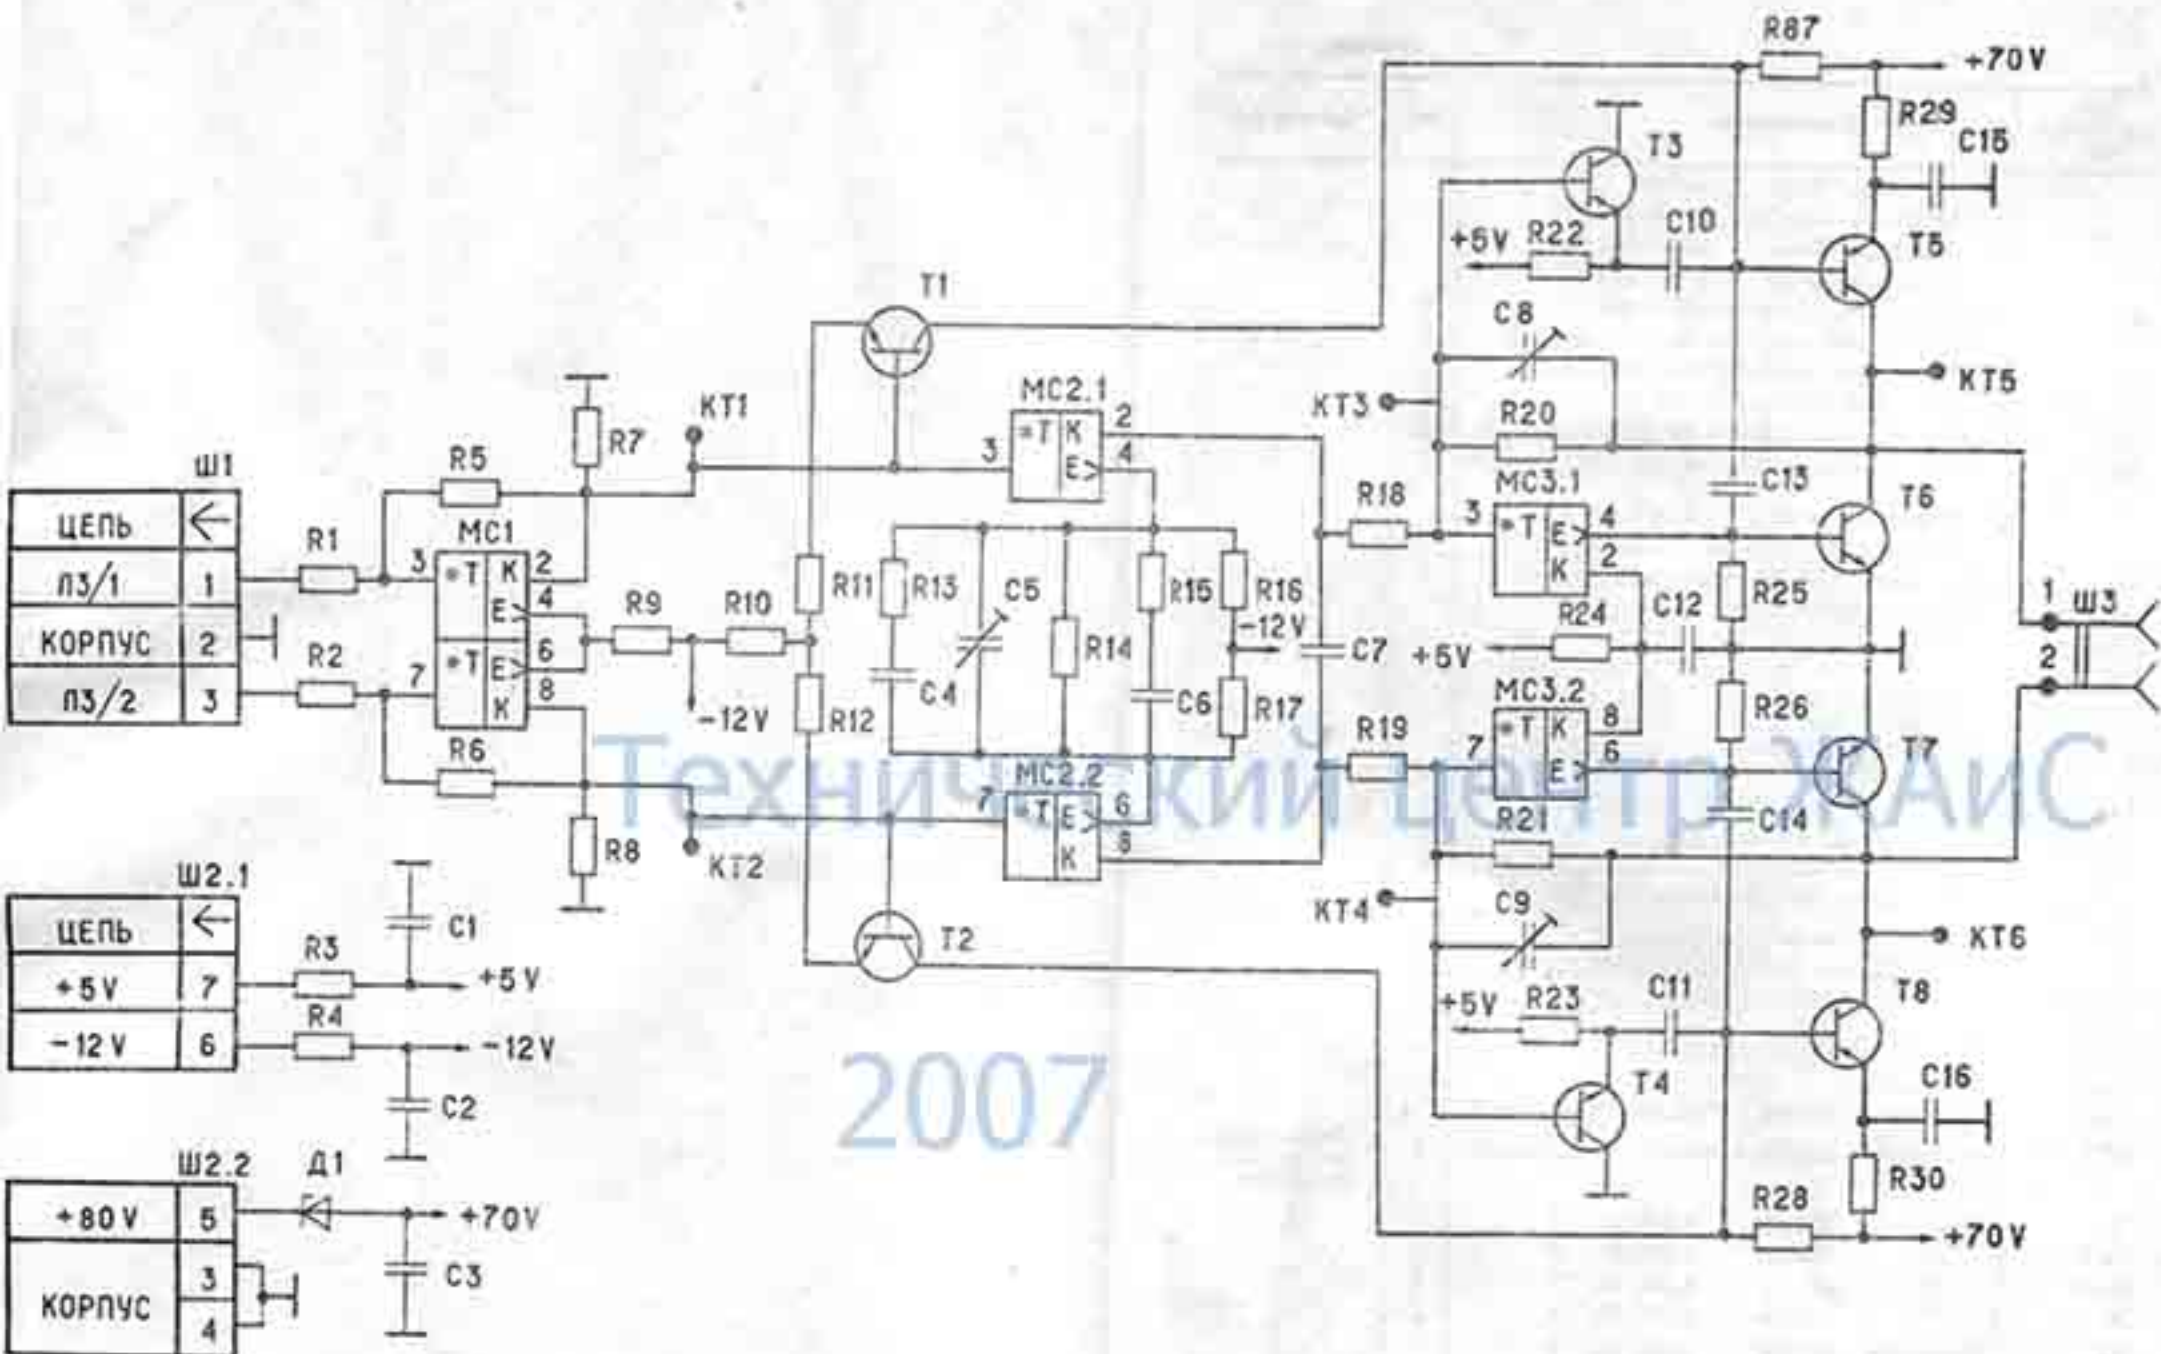 R87
+70V
R29
C15
T3
C10
+5V R22
T5
T1
C8
KT5
MC2.1
KT1
KT3
R20
*T K 2
3 E> 4
R7
Ш1
R5
MC3.1
C13
T6
R18
3 *T E> 4
K 2
ЦЕПЬ ←
ПЗ/1 1
КОРПУС 2
ПЗ/2 3
R1
MC1
3 *T K 2
E> 4
*T E> 6
7 K 8
R2
R6
R9
R10
-12V
R11
R13
C5
R15
R16
-12V
R14
C4
C6
R17
R12
C7
+5V
R24
C12
R25
1 Ш3
2
MC3.2
*T K 8
7 E> 6
R26
T7
R19
Технический центр ЖАиС
MC2.2
7 *T E> 6
K 8
R8
KT2
R21
C14
C9
KT4
KT6
T2
Ш2.1
ЦЕПЬ ←
+5V 7
-12V 6
C1
R3
+5V
R4
-12V
C2
+5V R23
C11
T8
2007
T4
C16
R30
R28
+70V
Ш2.2
+80V 5
КОРПУС 3
4
Д1
+70V
C3